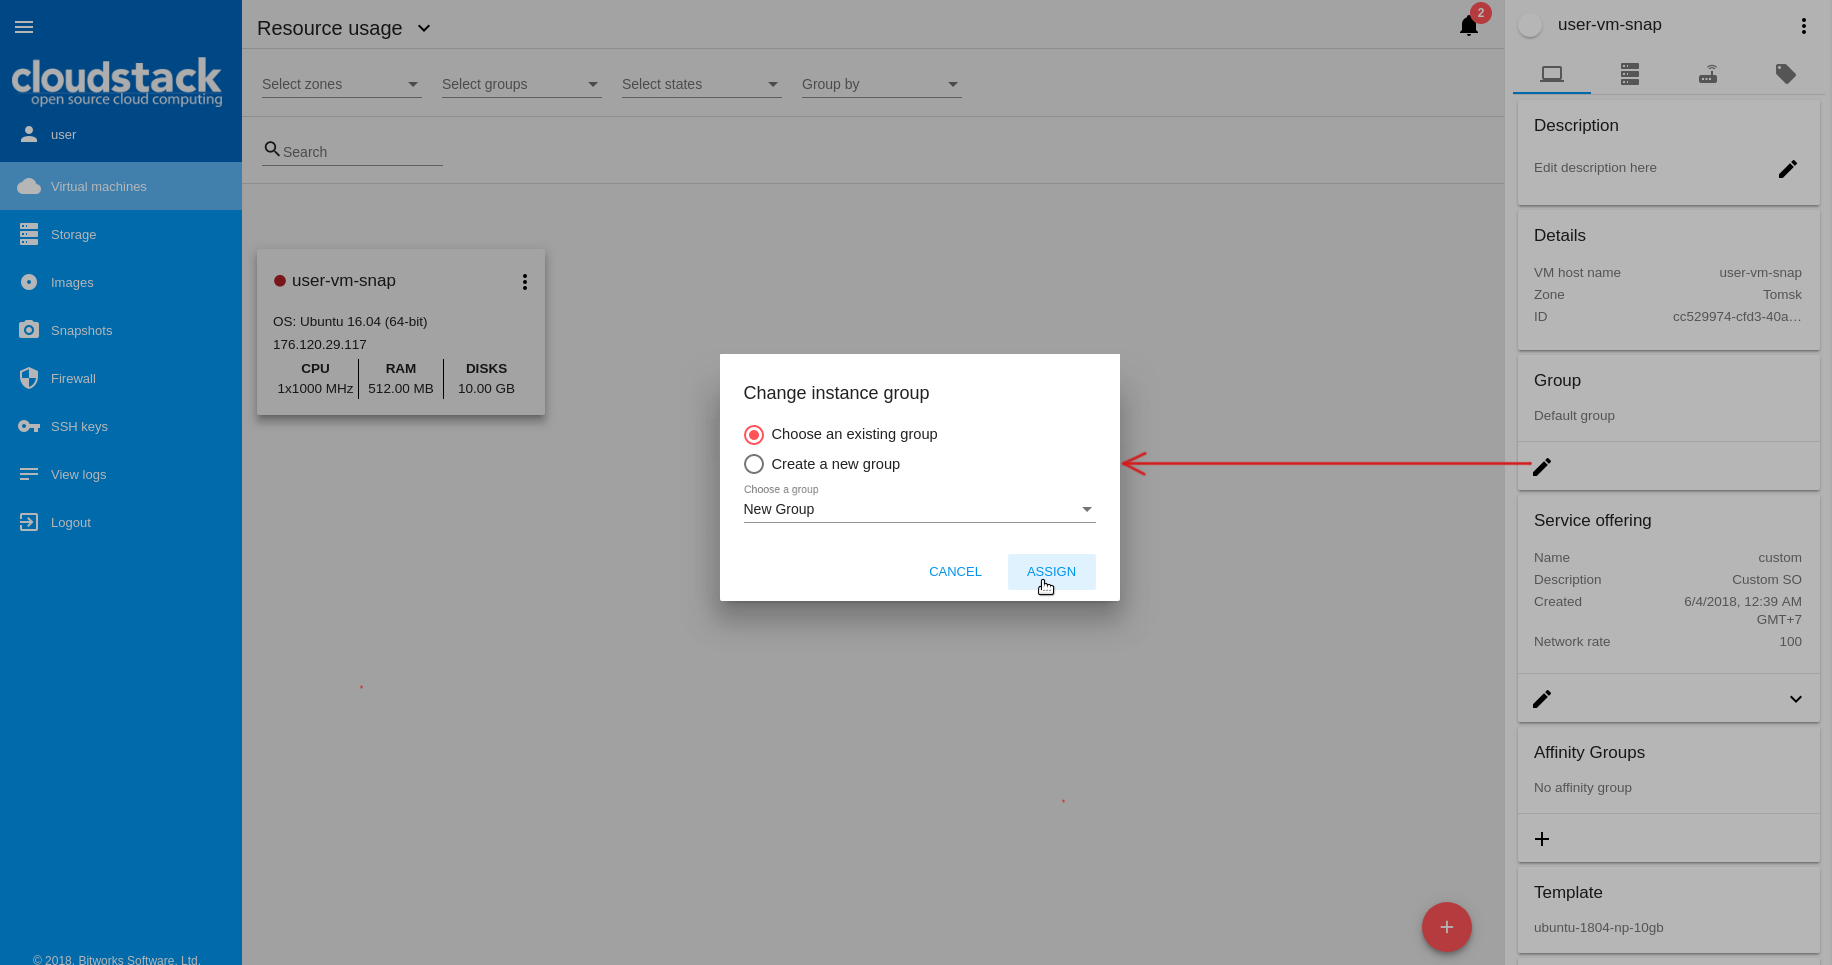 cloudstack
open source cloud computing
user
Virtual machines
Storage
Images
Snapshots
Firewall
SSH keys
View logs
Logout
© 2018, Bitworks Software, Ltd.
Resource usage
2
Select zones
Select groups
Select states
Group by
Search
user-vm-snap
OS: Ubuntu 16.04 (64-bit)
176.120.29.117
CPU RAM DISKS
1x1000 MHz 512.00 MB 10.00 GB
Change instance group
Choose an existing group
Create a new group
Choose a group
New Group
CANCEL ASSIGN
user-vm-snap
Description
Edit description here
Details
VM host name user-vm-snap
Zone Tomsk
ID cc529974-cfd3-40a…
Group
Default group
Service offering
Name custom
Description Custom SO
Created 6/4/2018, 12:39 AM
GMT+7
Network rate 100
Affinity Groups
No affinity group
Template
ubuntu-1804-np-10gb